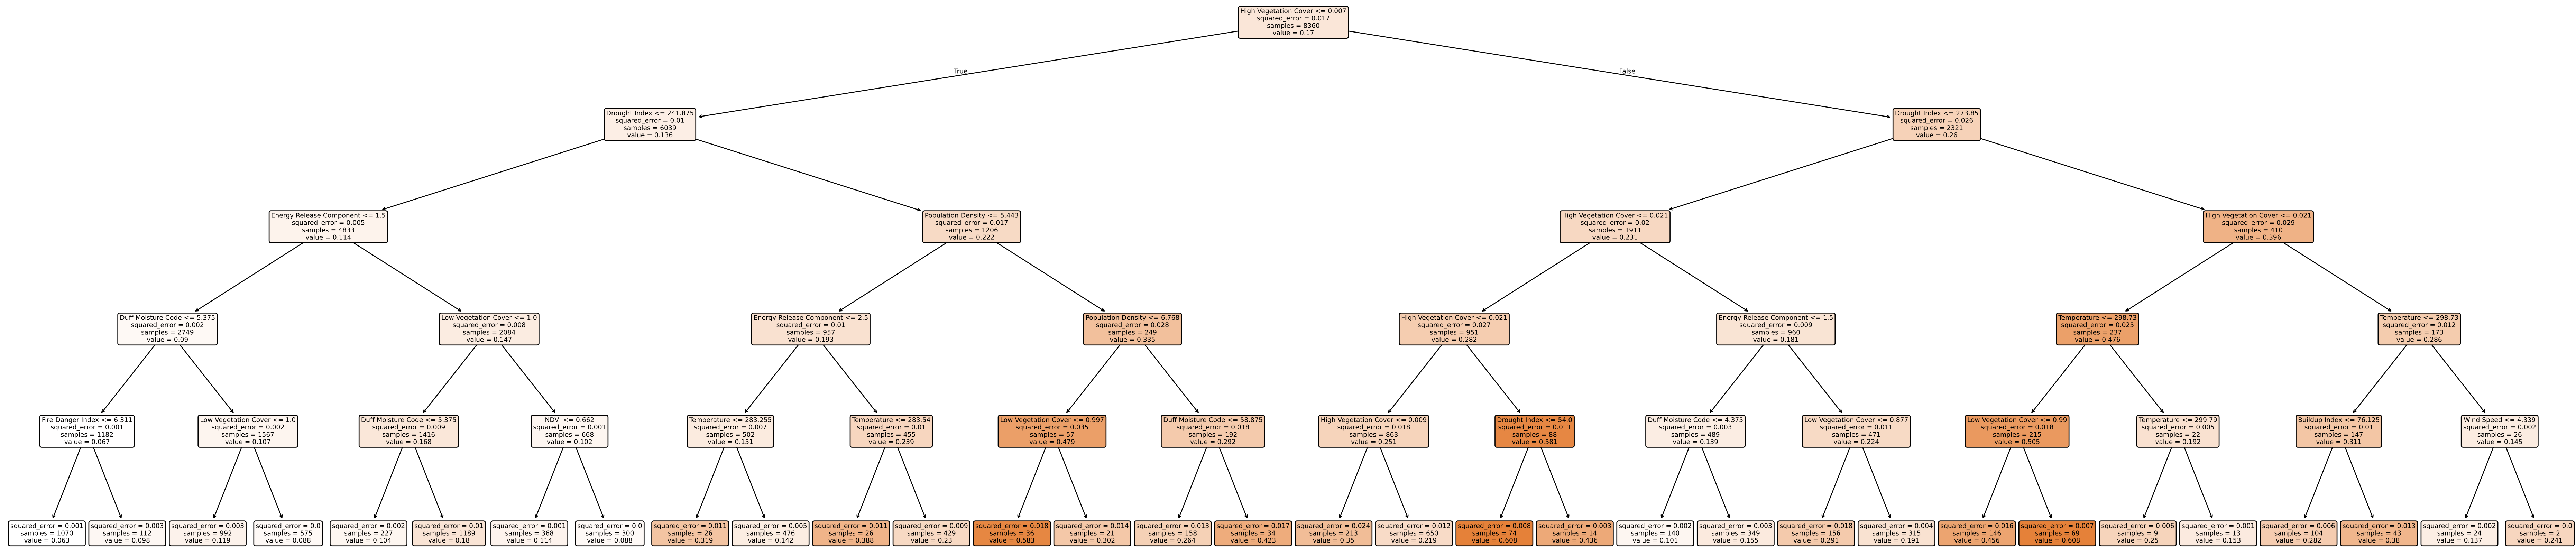 High Vegetation Cover <= 0.007
squared_error = 0.017
samples = 8360
value = 0.17
True
False
Drought Index <= 241.875
squared_error = 0.01
samples = 6039
value = 0.136
Drought Index <= 273.85
squared_error = 0.026
samples = 2321
value = 0.26
Energy Release Component <= 1.5
squared_error = 0.005
samples = 4833
value = 0.114
Population Density <= 5.443
squared_error = 0.017
samples = 1206
value = 0.222
High Vegetation Cover <= 0.021
squared_error = 0.02
samples = 1911
value = 0.231
High Vegetation Cover <= 0.021
squared_error = 0.029
samples = 410
value = 0.396
Duff Moisture Code <= 5.375
squared_error = 0.002
samples = 2749
value = 0.09
Low Vegetation Cover <= 1.0
squared_error = 0.008
samples = 2084
value = 0.147
Energy Release Component <= 2.5
squared_error = 0.01
samples = 957
value = 0.193
Population Density <= 6.768
squared_error = 0.028
samples = 249
value = 0.335
High Vegetation Cover <= 0.021
squared_error = 0.027
samples = 951
value = 0.282
Energy Release Component <= 1.5
squared_error = 0.009
samples = 960
value = 0.181
Temperature <= 298.73
squared_error = 0.025
samples = 237
value = 0.476
Temperature <= 298.73
squared_error = 0.012
samples = 173
value = 0.286
Fire Danger Index <= 6.311
squared_error = 0.001
samples = 1182
value = 0.067
Low Vegetation Cover <= 1.0
squared_error = 0.002
samples = 1567
value = 0.107
Duff Moisture Code <= 5.375
squared_error = 0.009
samples = 1416
value = 0.168
NDVI <= 0.662
squared_error = 0.001
samples = 668
value = 0.102
Temperature <= 283.255
squared_error = 0.007
samples = 502
value = 0.151
Temperature <= 283.54
squared_error = 0.01
samples = 455
value = 0.239
Low Vegetation Cover <= 0.997
squared_error = 0.035
samples = 57
value = 0.479
Duff Moisture Code <= 58.875
squared_error = 0.018
samples = 192
value = 0.292
High Vegetation Cover <= 0.009
squared_error = 0.018
samples = 863
value = 0.251
Drought Index <= 54.0
squared_error = 0.011
samples = 88
value = 0.581
Duff Moisture Code <= 4.375
squared_error = 0.003
samples = 489
value = 0.139
Low Vegetation Cover <= 0.877
squared_error = 0.011
samples = 471
value = 0.224
Low Vegetation Cover <= 0.99
squared_error = 0.018
samples = 215
value = 0.505
Temperature <= 299.79
squared_error = 0.005
samples = 22
value = 0.192
Buildup Index <= 76.125
squared_error = 0.01
samples = 147
value = 0.311
Wind Speed <= 4.339
squared_error = 0.002
samples = 26
value = 0.145
squared_error = 0.001
samples = 1070
value = 0.063
squared_error = 0.003
samples = 112
value = 0.098
squared_error = 0.003
samples = 992
value = 0.119
squared_error = 0.0
samples = 575
value = 0.088
squared_error = 0.002
samples = 227
value = 0.104
squared_error = 0.01
samples = 1189
value = 0.18
squared_error = 0.001
samples = 368
value = 0.114
squared_error = 0.0
samples = 300
value = 0.088
squared_error = 0.011
samples = 26
value = 0.319
squared_error = 0.005
samples = 476
value = 0.142
squared_error = 0.011
samples = 26
value = 0.388
squared_error = 0.009
samples = 429
value = 0.23
squared_error = 0.018
samples = 36
value = 0.583
squared_error = 0.014
samples = 21
value = 0.302
squared_error = 0.013
samples = 158
value = 0.264
squared_error = 0.017
samples = 34
value = 0.423
squared_error = 0.024
samples = 213
value = 0.35
squared_error = 0.012
samples = 650
value = 0.219
squared_error = 0.008
samples = 74
value = 0.608
squared_error = 0.003
samples = 14
value = 0.436
squared_error = 0.002
samples = 140
value = 0.101
squared_error = 0.003
samples = 349
value = 0.155
squared_error = 0.018
samples = 156
value = 0.291
squared_error = 0.004
samples = 315
value = 0.191
squared_error = 0.016
samples = 146
value = 0.456
squared_error = 0.007
samples = 69
value = 0.608
squared_error = 0.006
samples = 9
value = 0.25
squared_error = 0.001
samples = 13
value = 0.153
squared_error = 0.006
samples = 104
value = 0.282
squared_error = 0.013
samples = 43
value = 0.38
squared_error = 0.002
samples = 24
value = 0.137
squared_error = 0.0
samples = 2
value = 0.241